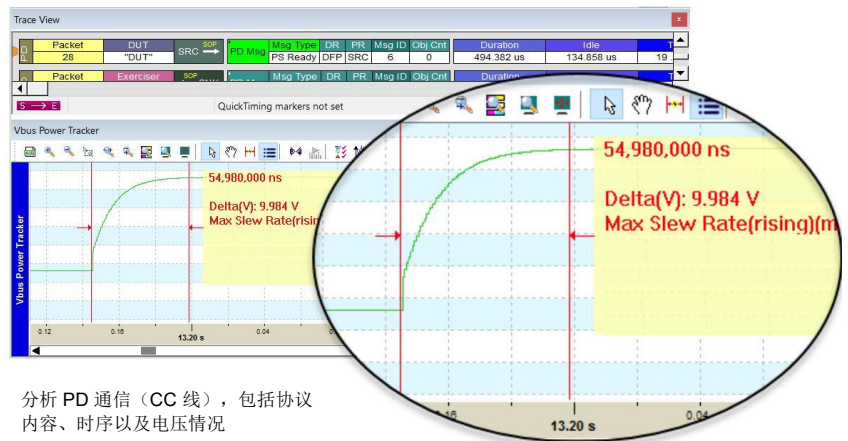 Trace View
x
PD
Packet
28
DUT
"DUT"
SRC
SOP
PD Msg
Msg Type DR PR Msg ID Obj Cnt
PS Ready DFP SRC 6 0
Duration
494.382 us
Idle
134.858 us
19
Packet
Exerciser
SOP
Msg Type DR PR Msg ID Obj Cnt
Duration
S → E
QuickTiming markers not set
Vbus Power Tracker
Vbus Power Tracker
54,980,000 ns
Delta(V): 9.984 V
Max Slew Rate(risin
0.12 0.16 13.20 s 0.04
54,980,000 ns
Delta(V): 9.984 V
Max Slew Rate(rising)(m
13.20 s 0.04
分析 PD 通信（CC 线），包括协议
内容、时序以及电压情况